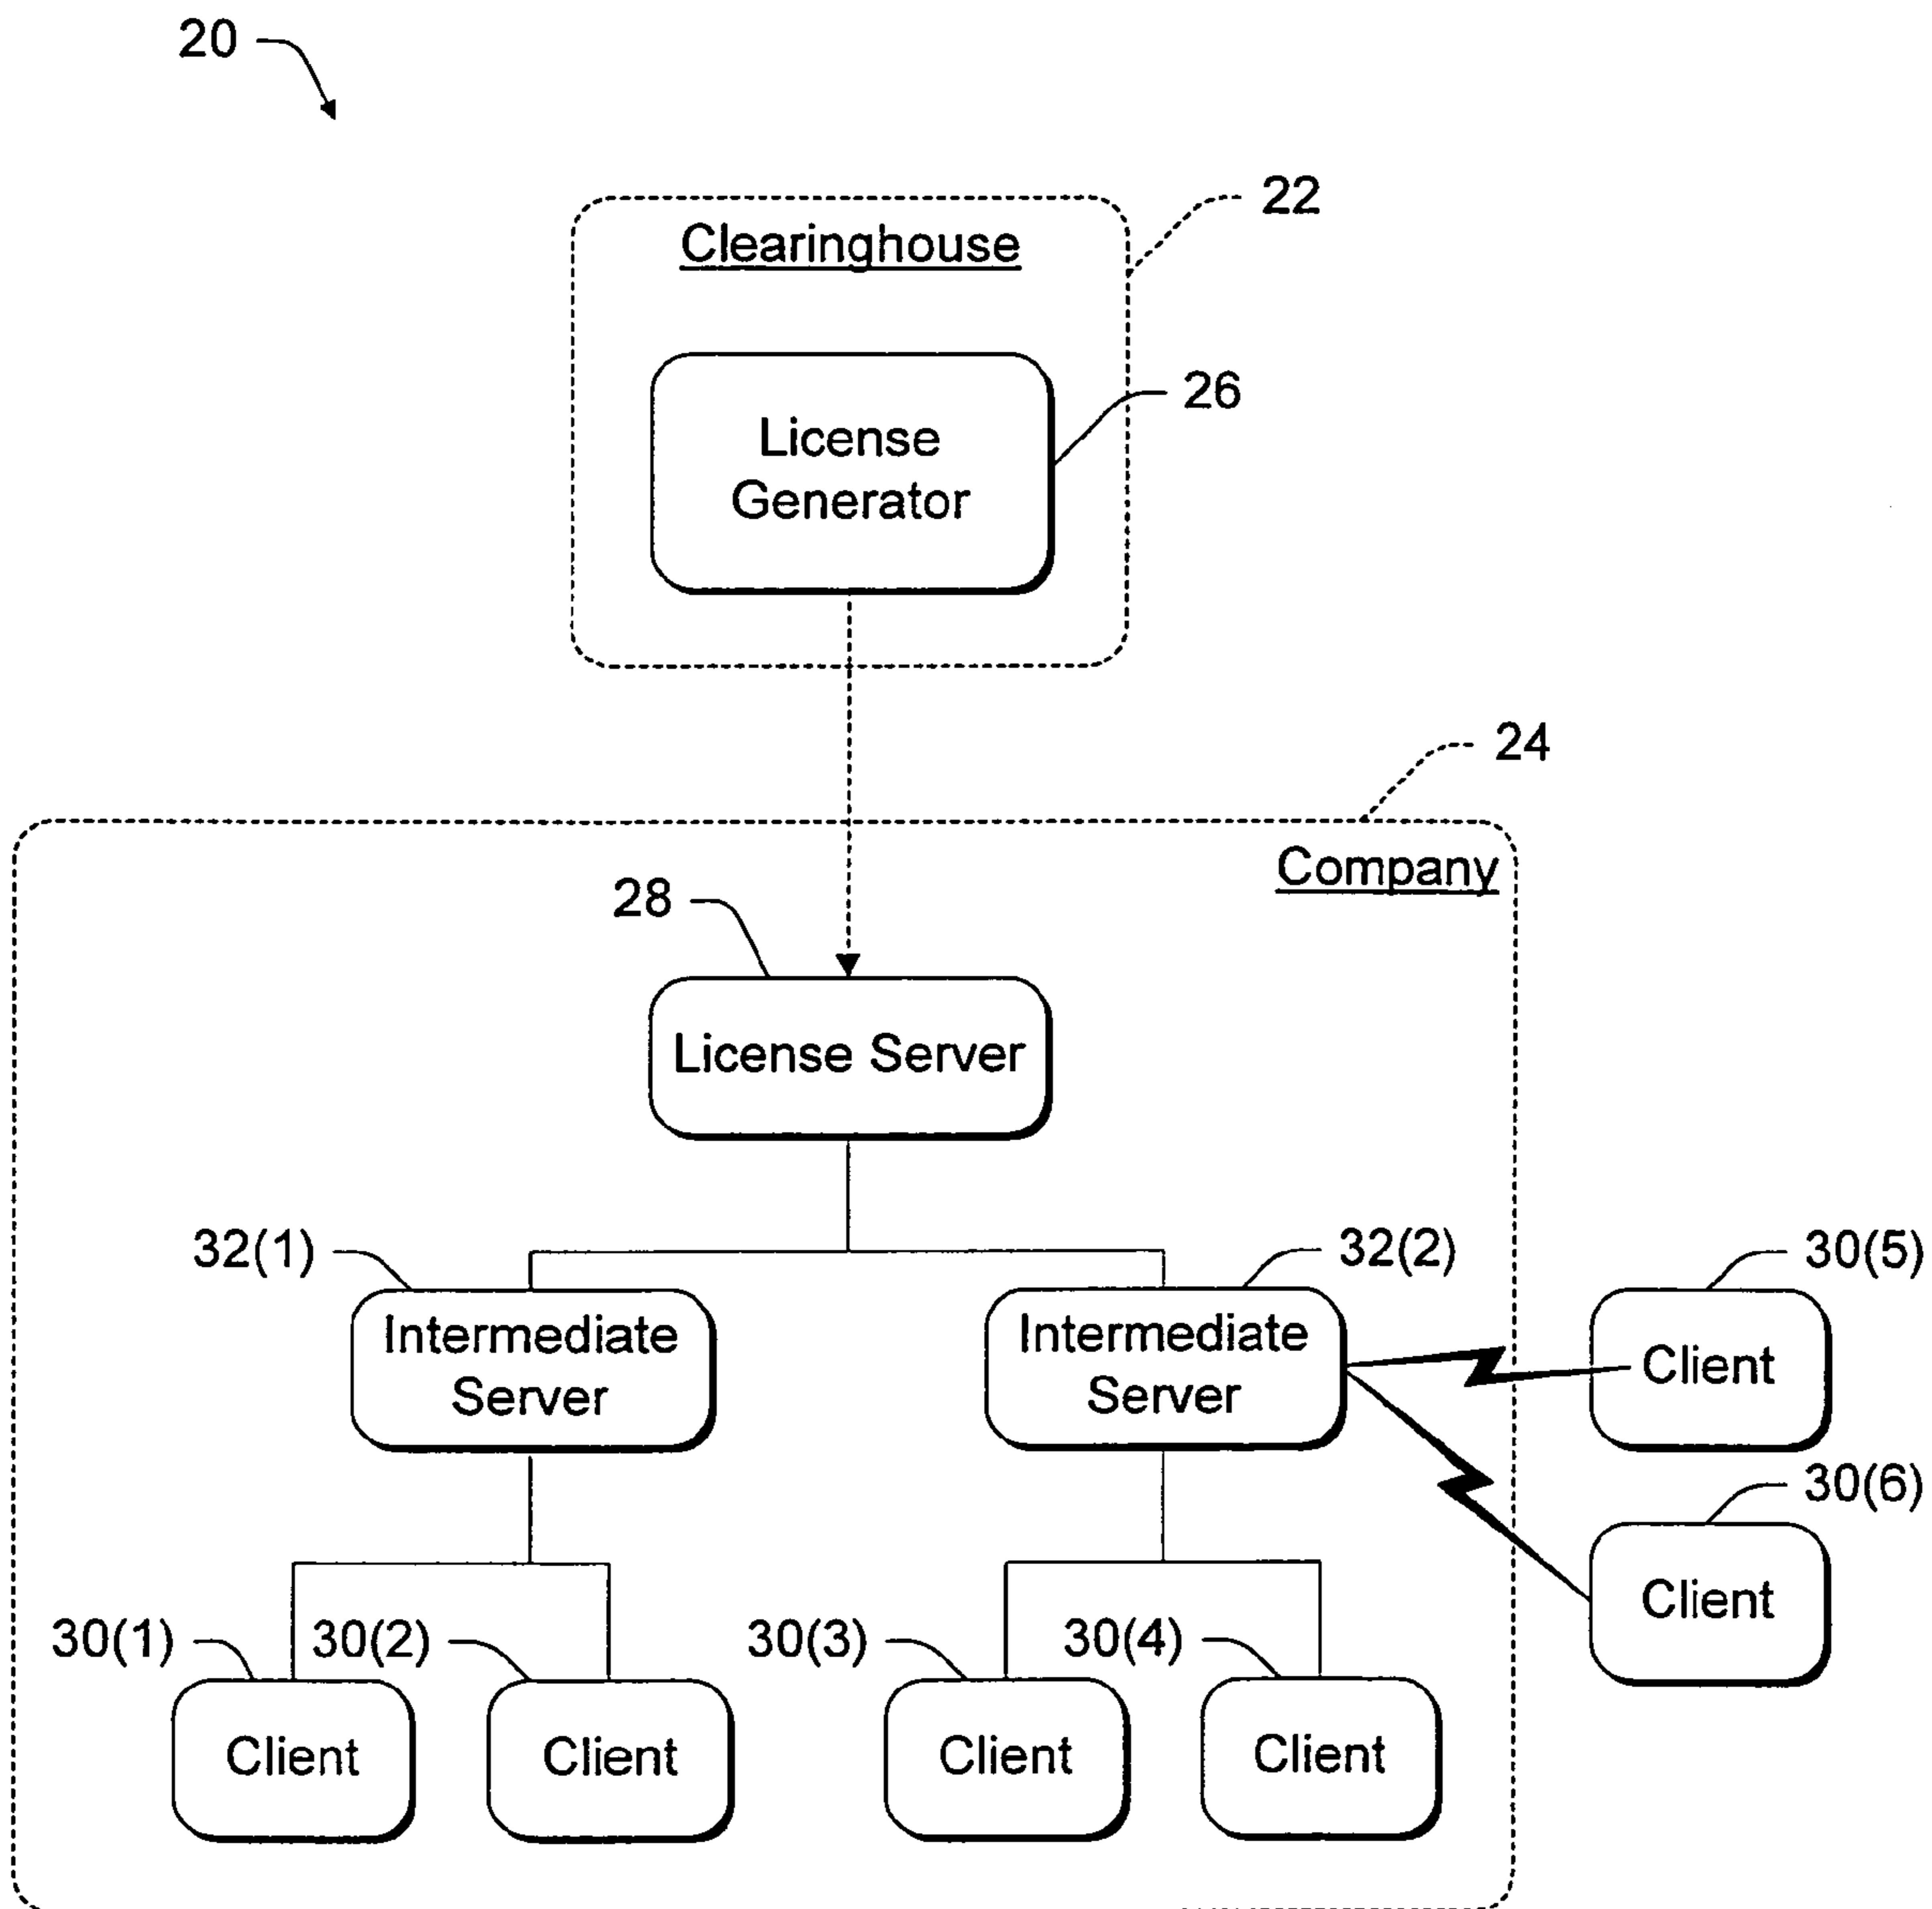 20
22
Clearinghouse
26
License
Generator
24
Company
28
License Server
32(1)
32(2)
30(5)
Intermediate
Server
Intermediate
Server
Client
30(6)
Client
30(1)
30(2)
30(3)
30(4)
Client
Client
Client
Client